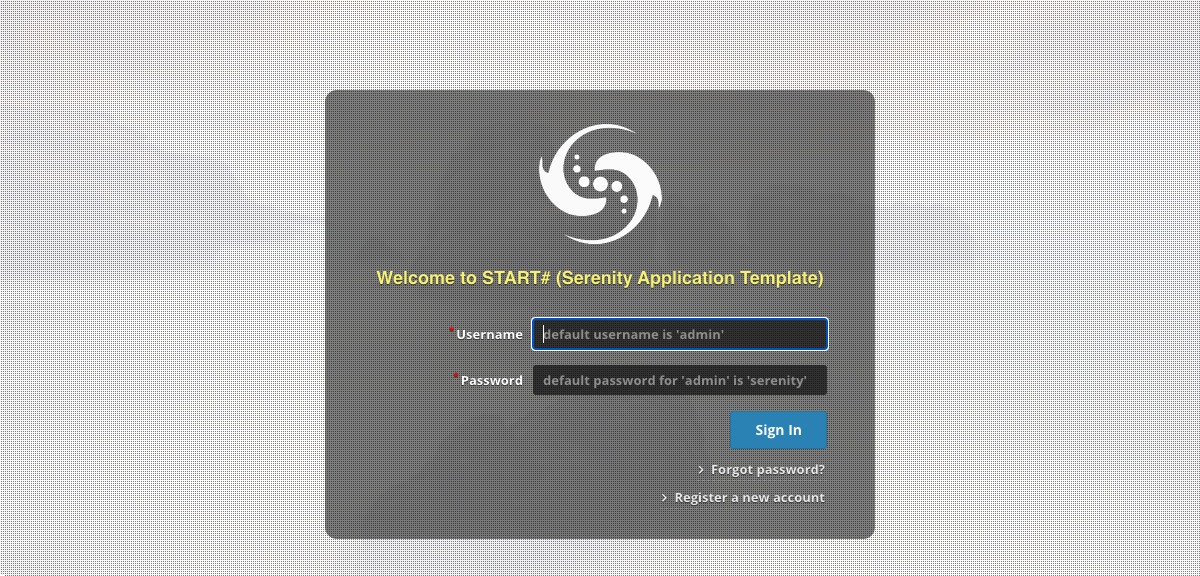 Welcome to START# (Serenity Application Template)
*Username
default username is 'admin'
*Password
default password for 'admin' is 'serenity'
Sign In
› Forgot password?
› Register a new account